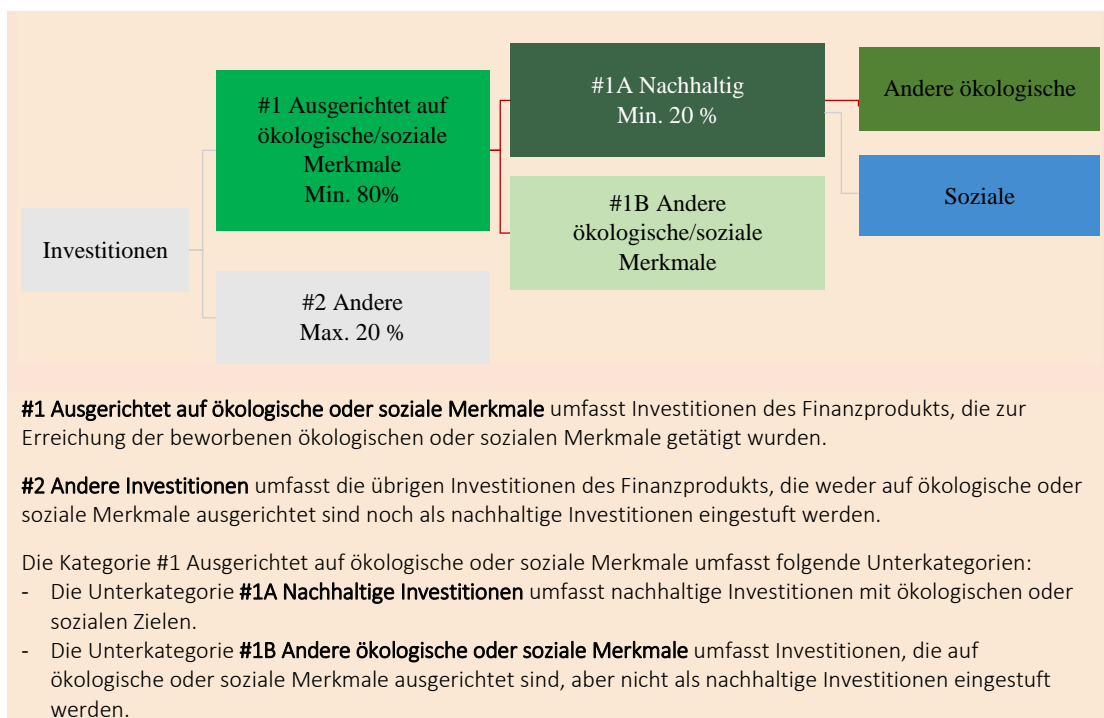 Investitionen
#1 Ausgerichtet auf
ökologische/soziale
Merkmale
Min. 80%
#2 Andere
Max. 20 %
#1A Nachhaltig
Min. 20 %
#1B Andere
ökologische/soziale
Merkmale
Andere ökologische
Soziale
#1 Ausgerichtet auf ökologische oder soziale Merkmale umfasst Investitionen des Finanzprodukts, die zur
Erreichung der beworbenen ökologischen oder sozialen Merkmale getätigt wurden.
#2 Andere Investitionen umfasst die übrigen Investitionen des Finanzprodukts, die weder auf ökologische oder
soziale Merkmale ausgerichtet sind noch als nachhaltige Investitionen eingestuft werden.
Die Kategorie #1 Ausgerichtet auf ökologische oder soziale Merkmale umfasst folgende Unterkategorien:
- Die Unterkategorie #1A Nachhaltige Investitionen umfasst nachhaltige Investitionen mit ökologischen oder
sozialen Zielen.
- Die Unterkategorie #1B Andere ökologische oder soziale Merkmale umfasst Investitionen, die auf
ökologische oder soziale Merkmale ausgerichtet sind, aber nicht als nachhaltige Investitionen eingestuft
werden.